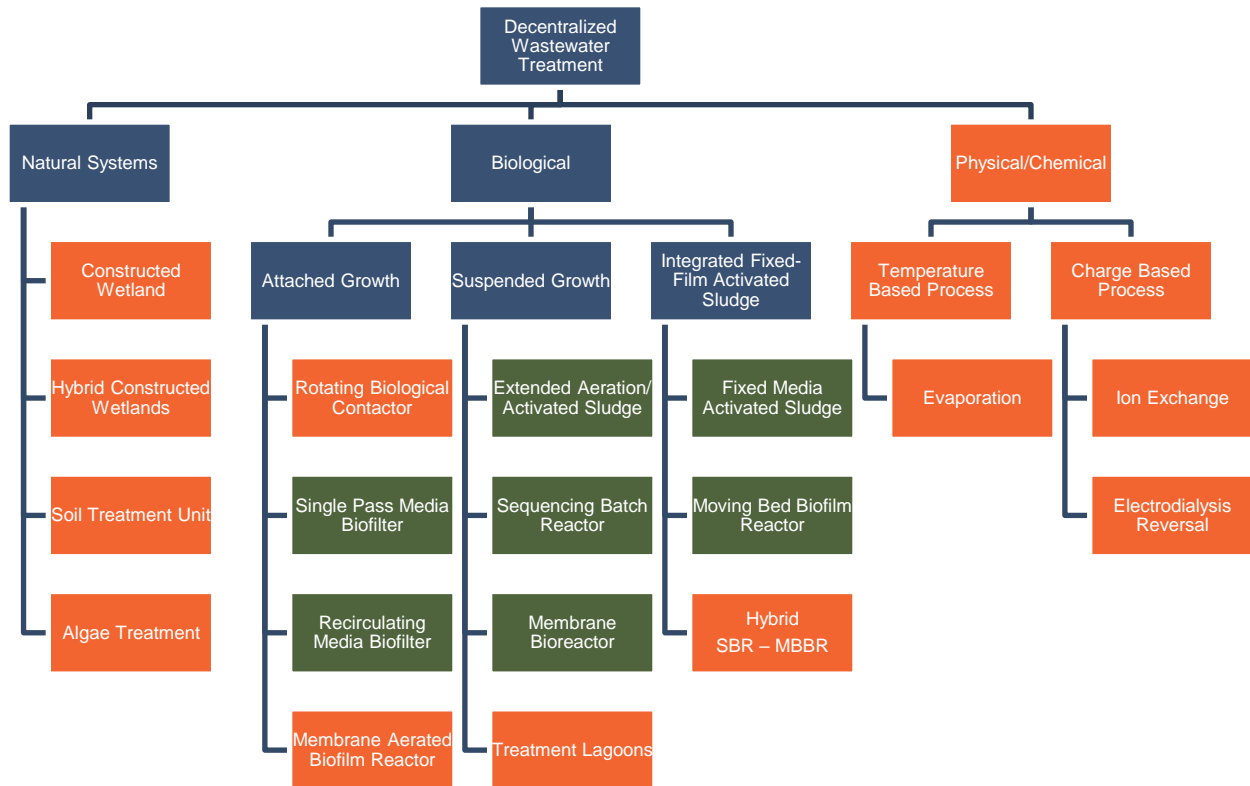 Decentralized
Wastewater
Treatment
Natural Systems
Biological
Physical/Chemical
Attached Growth
Suspended Growth
Integrated Fixed-
Film Activated
Sludge
Temperature
Based Process
Charge Based
Process
Constructed
Wetland
Hybrid Constructed
Wetlands
Soil Treatment Unit
Algae Treatment
Rotating Biological
Contactor
Single Pass Media
Biofilter
Recirculating
Media Biofilter
Membrane Aerated
Biofilm Reactor
Extended Aeration/
Activated Sludge
Sequencing Batch
Reactor
Membrane
Bioreactor
Treatment Lagoons
Fixed Media
Activated Sludge
Moving Bed Biofilm
Reactor
Hybrid
SBR – MBBR
Evaporation
Ion Exchange
Electrodialysis
Reversal